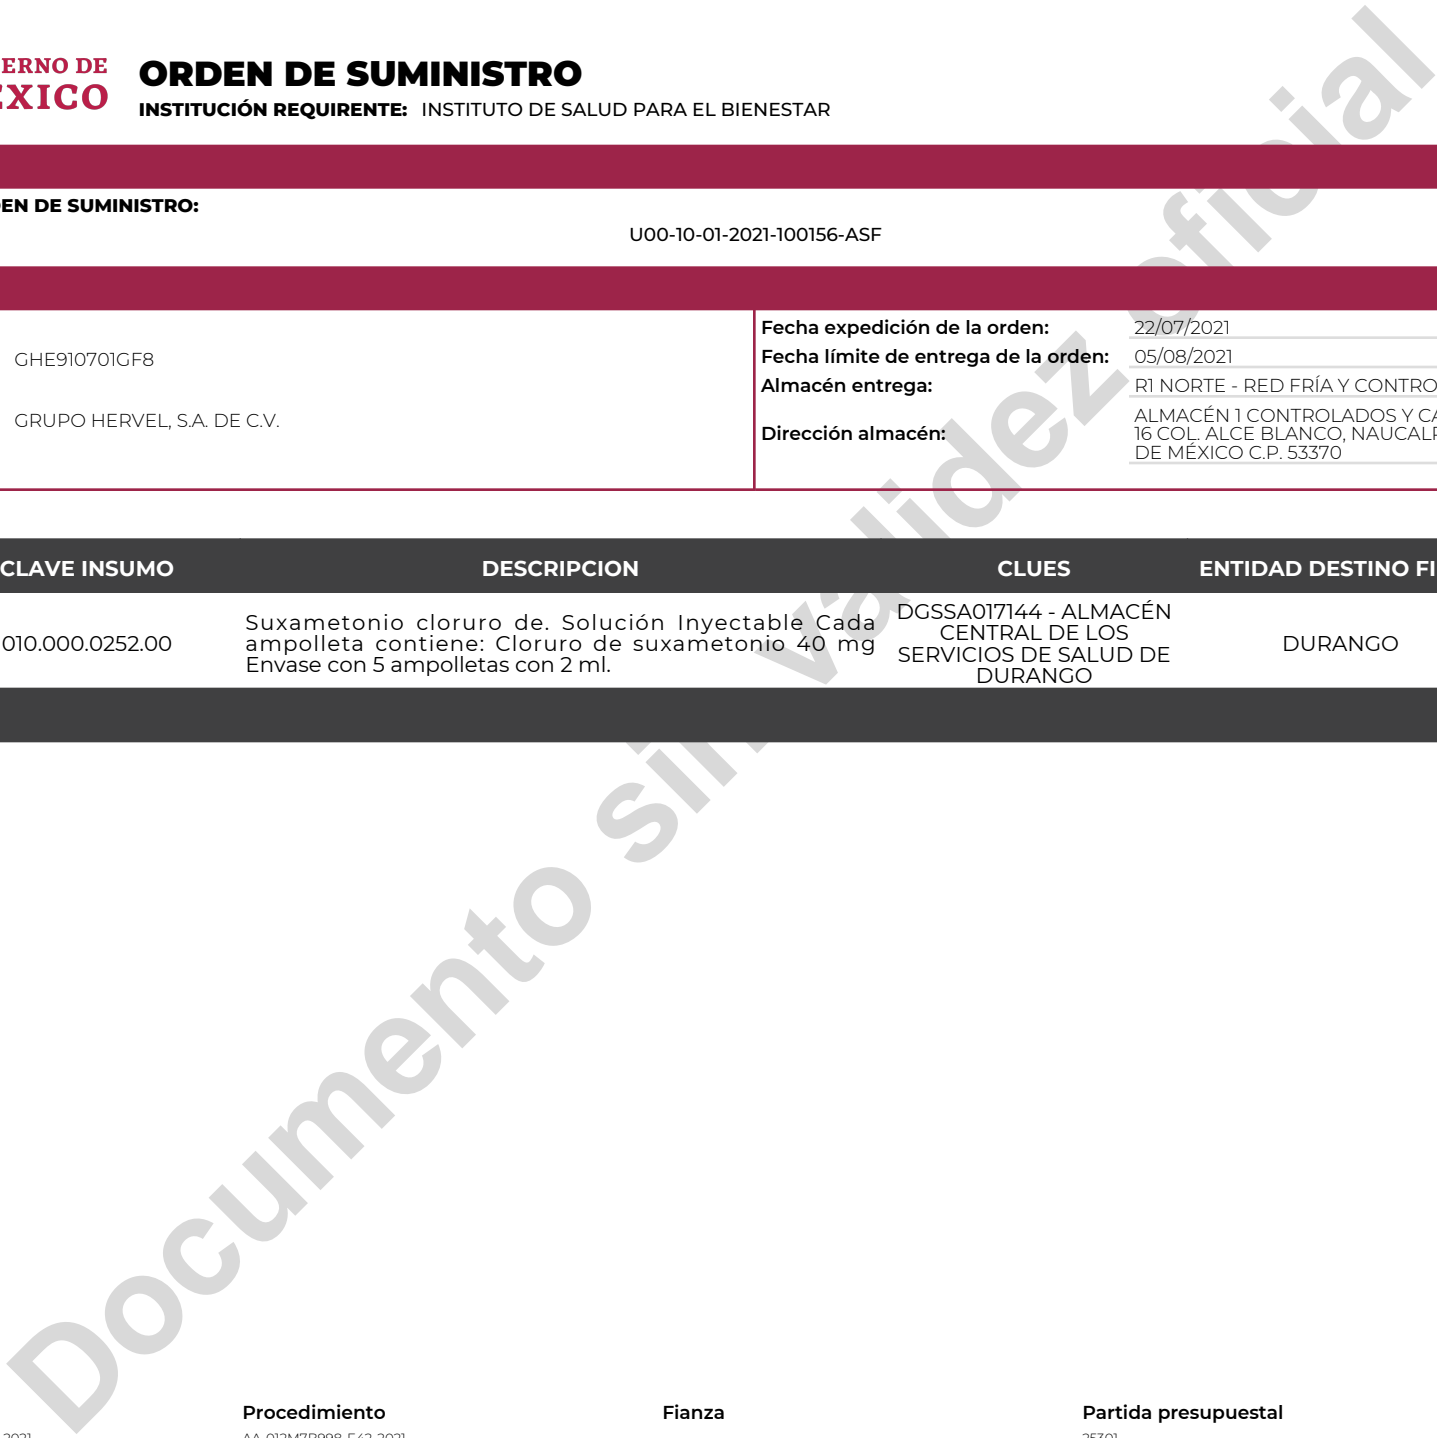 ERNO DE
ÉXICO
ORDEN DE SUMINISTRO
INSTITUCIÓN REQUIRENTE: INSTITUTO DE SALUD PARA EL BIENESTAR
EN DE SUMINISTRO:
U00-10-01-2021-100156-ASF
GHE910701GF8
GRUPO HERVEL, S.A. DE C.V.
Fecha expedición de la orden: 22/07/2021
Fecha límite de entrega de la orden: 05/08/2021
Almacén entrega: R1 NORTE - RED FRÍA Y CONTRO
Dirección almacén: ALMACÉN 1 CONTROLADOS Y CA
16 COL. ALCE BLANCO, NAUCALP
DE MÉXICO C.P. 53370
CLAVE INSUMO DESCRIPCION CLUES ENTIDAD DESTINO FI
010.000.0252.00
Suxametonio cloruro de. Solución Inyectable Cada
ampolleta contiene: Cloruro de suxametonio 40 mg
Envase con 5 ampolletas con 2 ml.
DGSSA017144 - ALMACÉN
CENTRAL DE LOS
SERVICIOS DE SALUD DE
DURANGO
DURANGO
Documento sin validez oficial
Procedimiento Fianza Partida presupuestal